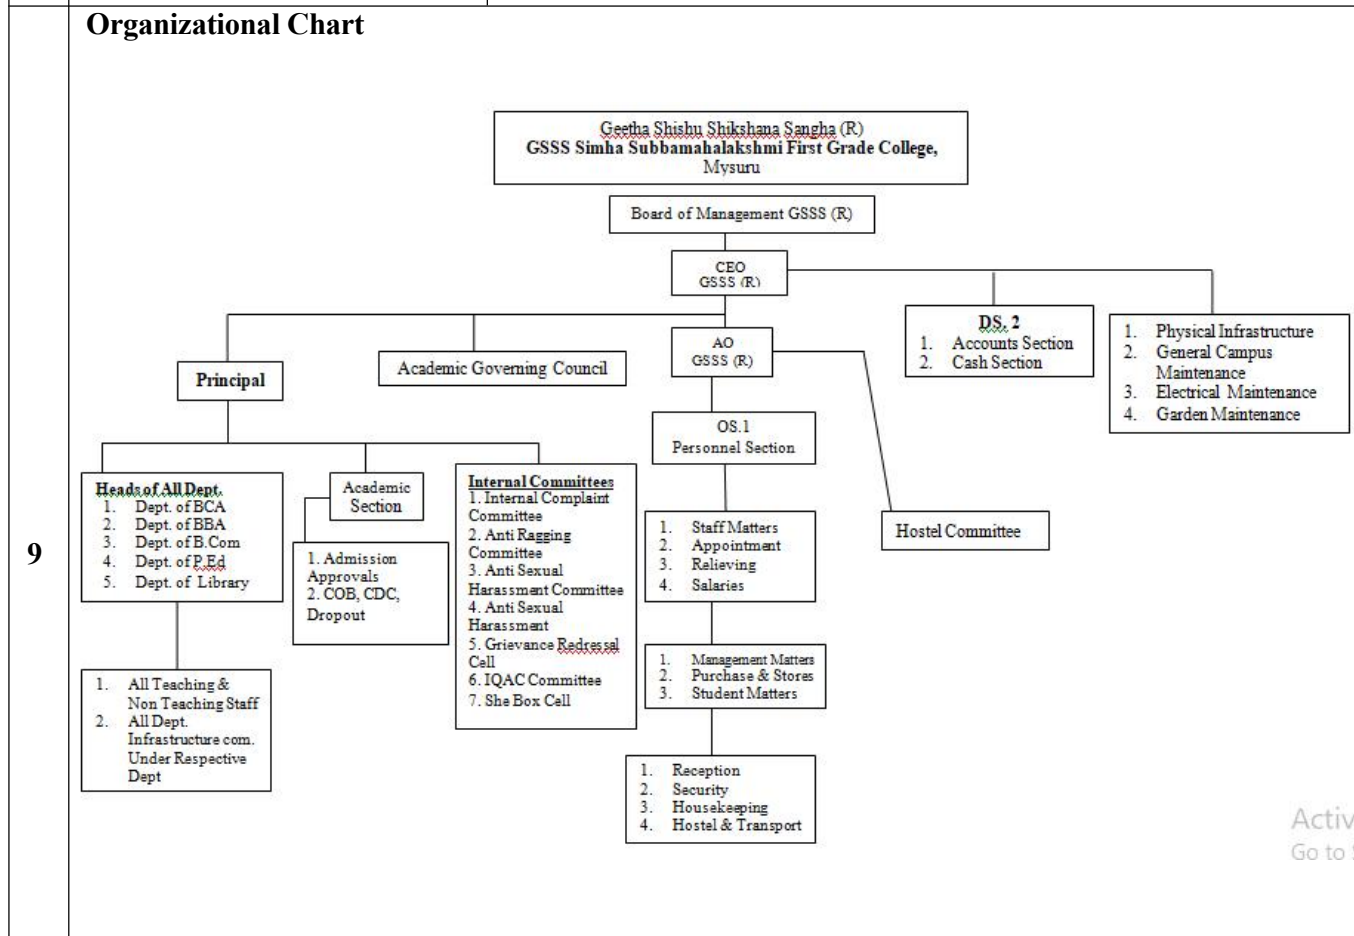 Organizational Chart
Geetha Shishu Shikshana Sangha (R)
GSSS Simha Subbamahalakshmi First Grade College,
Mysuru
Board of Management GSSS (R)
CEO
GSSS (R)
DS. 2
1. Accounts Section
2. Cash Section
1. Physical Infrastructure
2. General Campus
Maintenance
3. Electrical Maintenance
4. Garden Maintenance
AO
GSSS (R)
Academic Governing Council
Principal
OS.1
Personnel Section
Heads of All Dept.
1. Dept. of BCA
2. Dept. of BBA
3. Dept. of B.Com
4. Dept. of P.Ed
5. Dept. of Library
Academic
Section
1. Admission
Approvals
2. COB, CDC,
Dropout
Internal Committees
1. Internal Complaint
Committee
2. Anti Ragging
Committee
3. Anti Sexual
Harassment Committee
4. Anti Sexual
Harassment
5. Grievance Redressal
Cell
6. IQAC Committee
7. She Box Cell
1. Staff Matters
2. Appointment
3. Relieving
4. Salaries
Hostel Committee
9
1. All Teaching &
Non Teaching Staff
2. All Dept.
Infrastructure com.
Under Respective
Dept
1. Management Matters
2. Purchase & Stores
3. Student Matters
1. Reception
2. Security
3. Housekeeping
4. Hostel & Transport
Activ
Go to